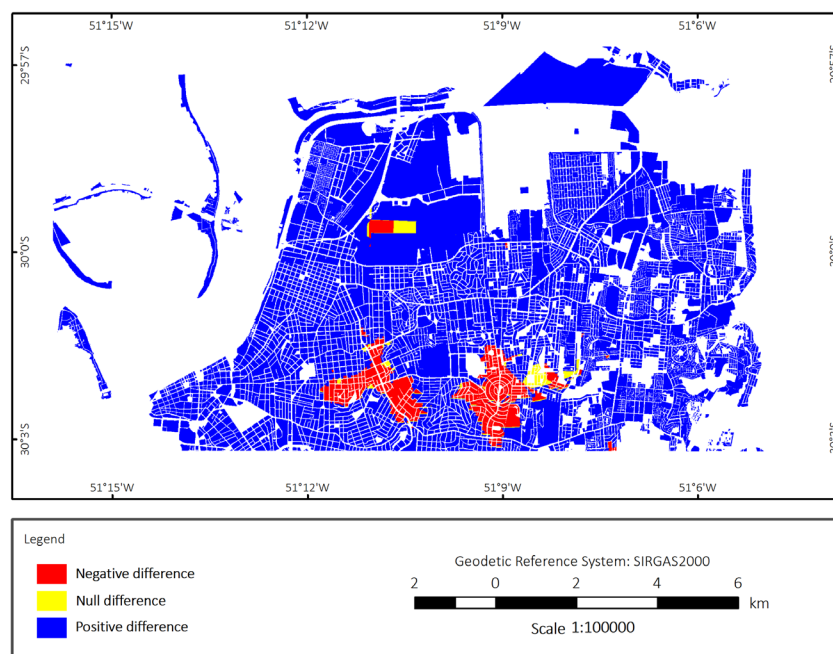 51°15'W 51°12'W 51°9'W 51°6'W
29°57'S
30°0'S
30°3'S
51°15'W 51°12'W 51°9'W 51°6'W
Legend
Negative difference
Null difference
Positive difference
Geodetic Reference System: SIRGAS2000
2 0 2 4 6
km
Scale 1:100000